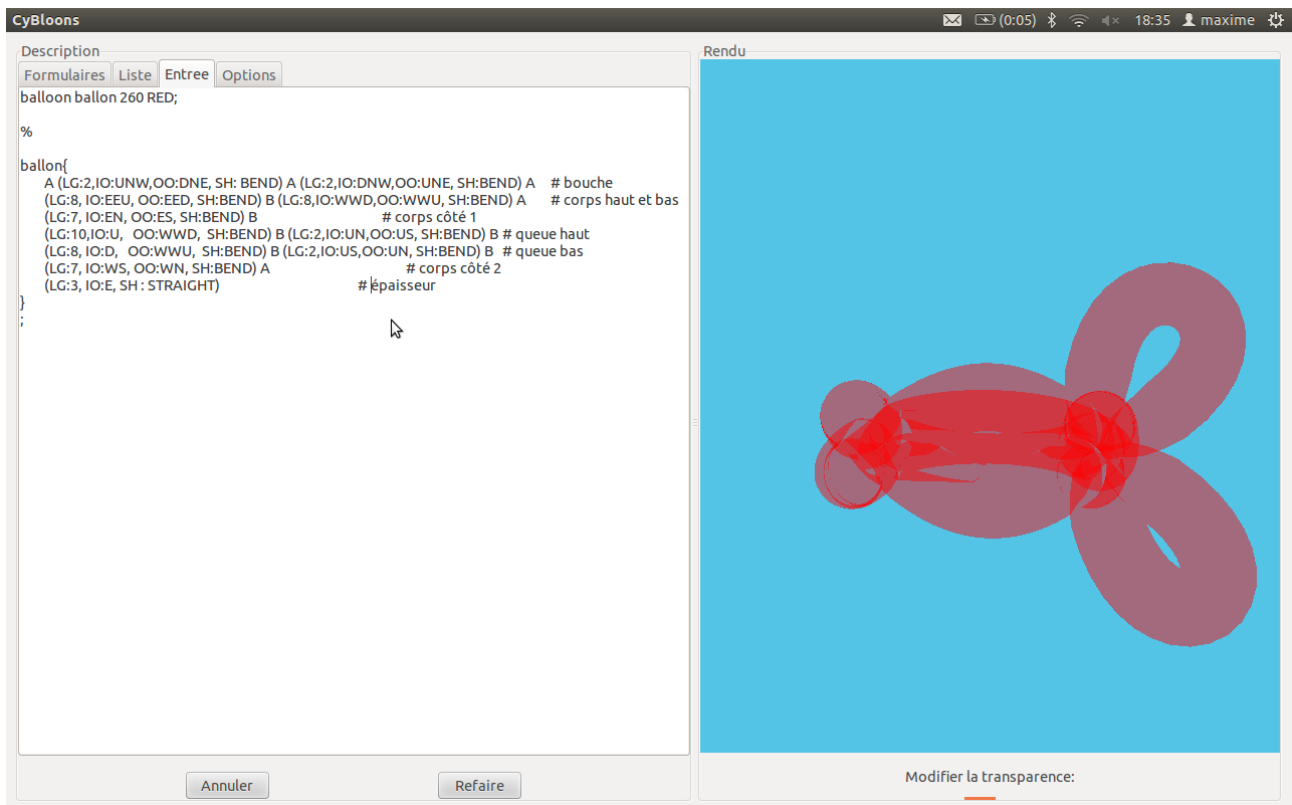 CyBloons (0:05) 18:35 maxime
Description
Rendu
Formulaires Liste Entree Options
balloon ballon 260 RED;
%
ballon{
A (LG:2,IO:UNW,OO:DNE, SH: BEND) A (LG:2,IO:DNW,OO:UNE, SH:BEND) A # bouche
(LG:8, IO:EEU, OO:EED, SH:BEND) B (LG:8,IO:WWD,OO:WWU, SH:BEND) A # corps haut et bas
(LG:7, IO:EN, OO:ES, SH:BEND) B # corps côté 1
(LG:10,IO:U, OO:WWD, SH:BEND) B (LG:2,IO:UN,OO:US, SH:BEND) B # queue haut
(LG:8, IO:D, OO:WWU, SH:BEND) B (LG:2,IO:US,OO:UN, SH:BEND) B # queue bas
(LG:7, IO:WS, OO:WN, SH:BEND) A # corps côté 2
(LG:3, IO:E, SH : STRAIGHT) # épaisseur
}
;
Annuler Refaire
Modifier la transparence: